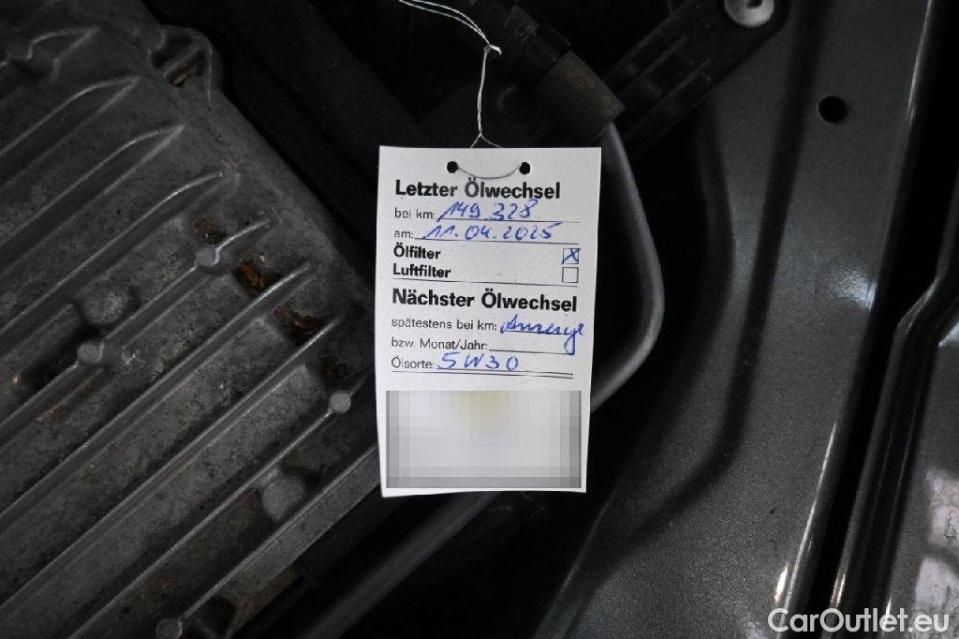 Letzter Ölwechsel
bei km: 149.328
am: 11.04.2025
Ölfilter X
Luftfilter
Nächster Ölwechsel
spätestens bei km: Anzeige
bzw. Monat/Jahr:
Ölsorte: 5W30
CarOutlet.eu